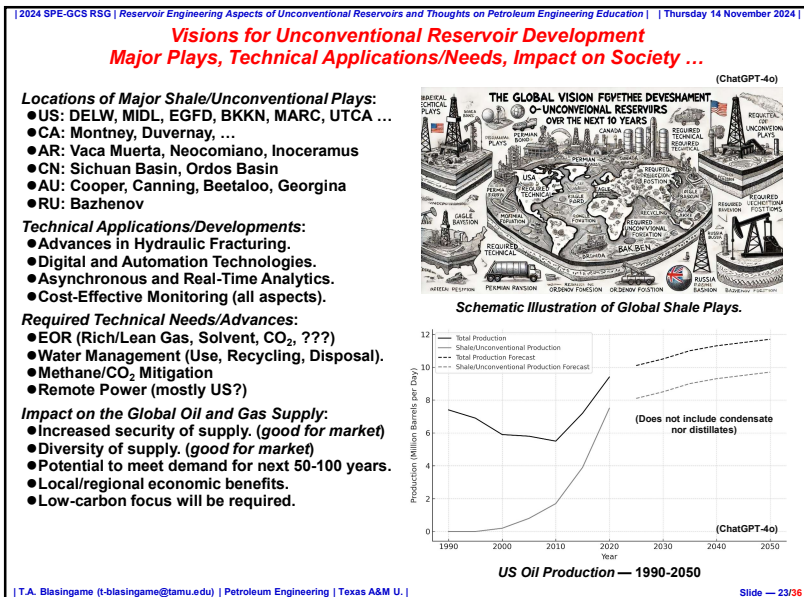 | 2024 SPE-GCS RSG | Reservoir Engineering Aspects of Unconventional Reservoirs and Thoughts on Petroleum Engineering Education | | Thursday 14 November 2024 |
Visions for Unconventional Reservoir Development
Major Plays, Technical Applications/Needs, Impact on Society …
Locations of Major Shale/Unconventional Plays:
●US: DELW, MIDL, EGFD, BKKN, MARC, UTCA …
●CA: Montney, Duvernay, …
●AR: Vaca Muerta, Neocomiano, Inoceramus
●CN: Sichuan Basin, Ordos Basin
●AU: Cooper, Canning, Beetaloo, Georgina
●RU: Bazhenov
Technical Applications/Developments:
●Advances in Hydraulic Fracturing.
●Digital and Automation Technologies.
●Asynchronous and Real-Time Analytics.
●Cost-Effective Monitoring (all aspects).
Required Technical Needs/Advances:
●EOR (Rich/Lean Gas, Solvent, CO2, ???)
●Water Management (Use, Recycling, Disposal).
●Methane/CO2 Mitigation
●Remote Power (mostly US?)
Impact on the Global Oil and Gas Supply:
●Increased security of supply. (good for market)
●Diversity of supply. (good for market)
●Potential to meet demand for next 50-100 years.
●Local/regional economic benefits.
●Low-carbon focus will be required.
(ChatGPT-4o)
THE GLOBAL VISION
OVER THE NEXT 10 YEARS
CANADA
REQUIRED
TECHNICAL
USA
REQUIRED
TECHNICAL
RECYCLING
REQUIRED
TECHNICAL
BAK BEN
RUSSIA
Schematic Illustration of Global Shale Plays.
Total Production
Shale/Unconventional Production
Total Production Forecast
Shale/Unconventional Production Forecast
(Does not include condensate
nor distillates)
(ChatGPT-4o)
Production (Million Barrels per Day)
12
10
8
6
4
2
0
1990 2000 2010 2020 2030 2040 2050
Year
US Oil Production — 1990-2050
| T.A. Blasingame (t-blasingame@tamu.edu) | Petroleum Engineering | Texas A&M U. |
Slide — 23/36